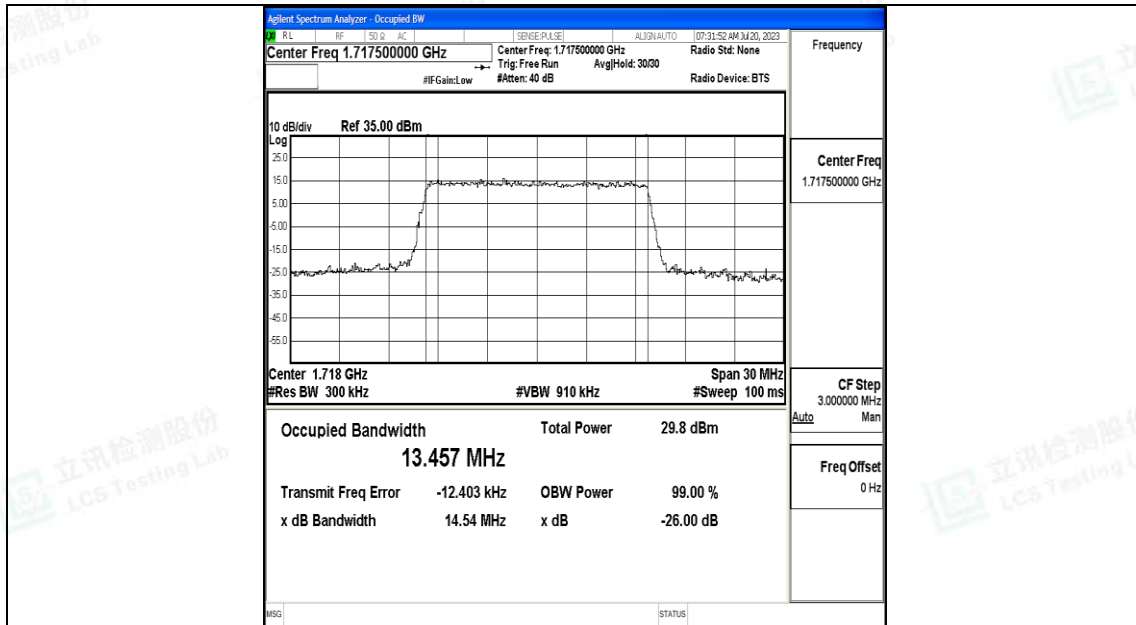 Agilent Spectrum Analyzer - Occupied BW
LXI RL RF 50 Ω AC SENSE:PULSE ALIGN AUTO 07:31:52 AM Jul 20, 2023
Center Freq 1.717500000 GHz
Center Freq: 1.717500000 GHz
Radio Std: None
Trig: Free Run Avg|Hold: 30/30
#IFGain:Low
#Atten: 40 dB
Radio Device: BTS
10 dB/div Ref 35.00 dBm
Log
25.0
15.0
5.00
-5.00
-15.0
-25.0
-35.0
-45.0
-55.0
Center 1.718 GHz
Span 30 MHz
#Res BW 300 kHz
#VBW 910 kHz
#Sweep 100 ms
Occupied Bandwidth
13.457 MHz
Total Power 29.8 dBm
Transmit Freq Error -12.403 kHz
OBW Power 99.00 %
x dB Bandwidth 14.54 MHz
x dB -26.00 dB
MSG
STATUS
Frequency
Center Freq
1.717500000 GHz
CF Step
3.000000 MHz
Auto Man
Freq Offset
0 Hz
立讯检测股份
LCS Testing Lab
立讯检测股份